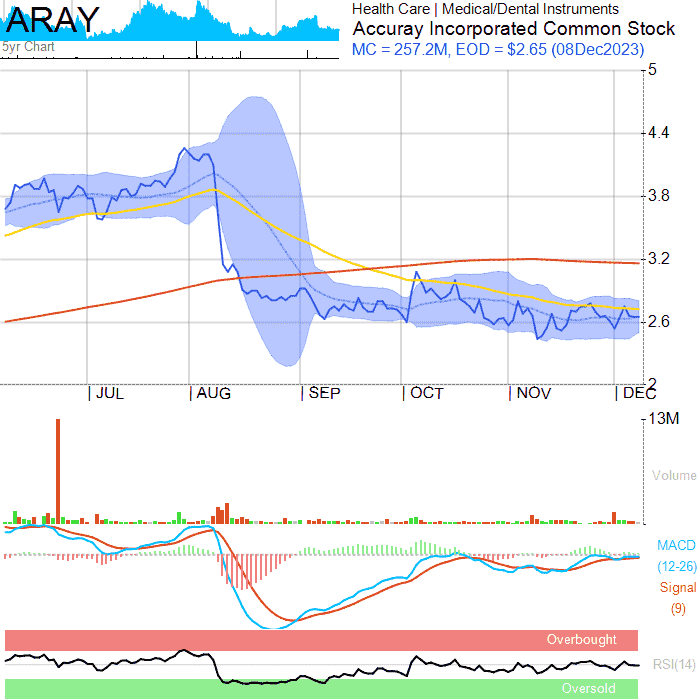 ARAY
5yr Chart
Health Care | Medical/Dental Instruments
Accuray Incorporated Common Stock
MC = 257.2M, EOD = $2.65 (08Dec2023)
5
4.4
3.8
3.2
2.6
2
JUL AUG SEP OCT NOV DEC
13M
Volume
MACD
(12-26)
Signal
(9)
Overbought
RSI(14)
Oversold